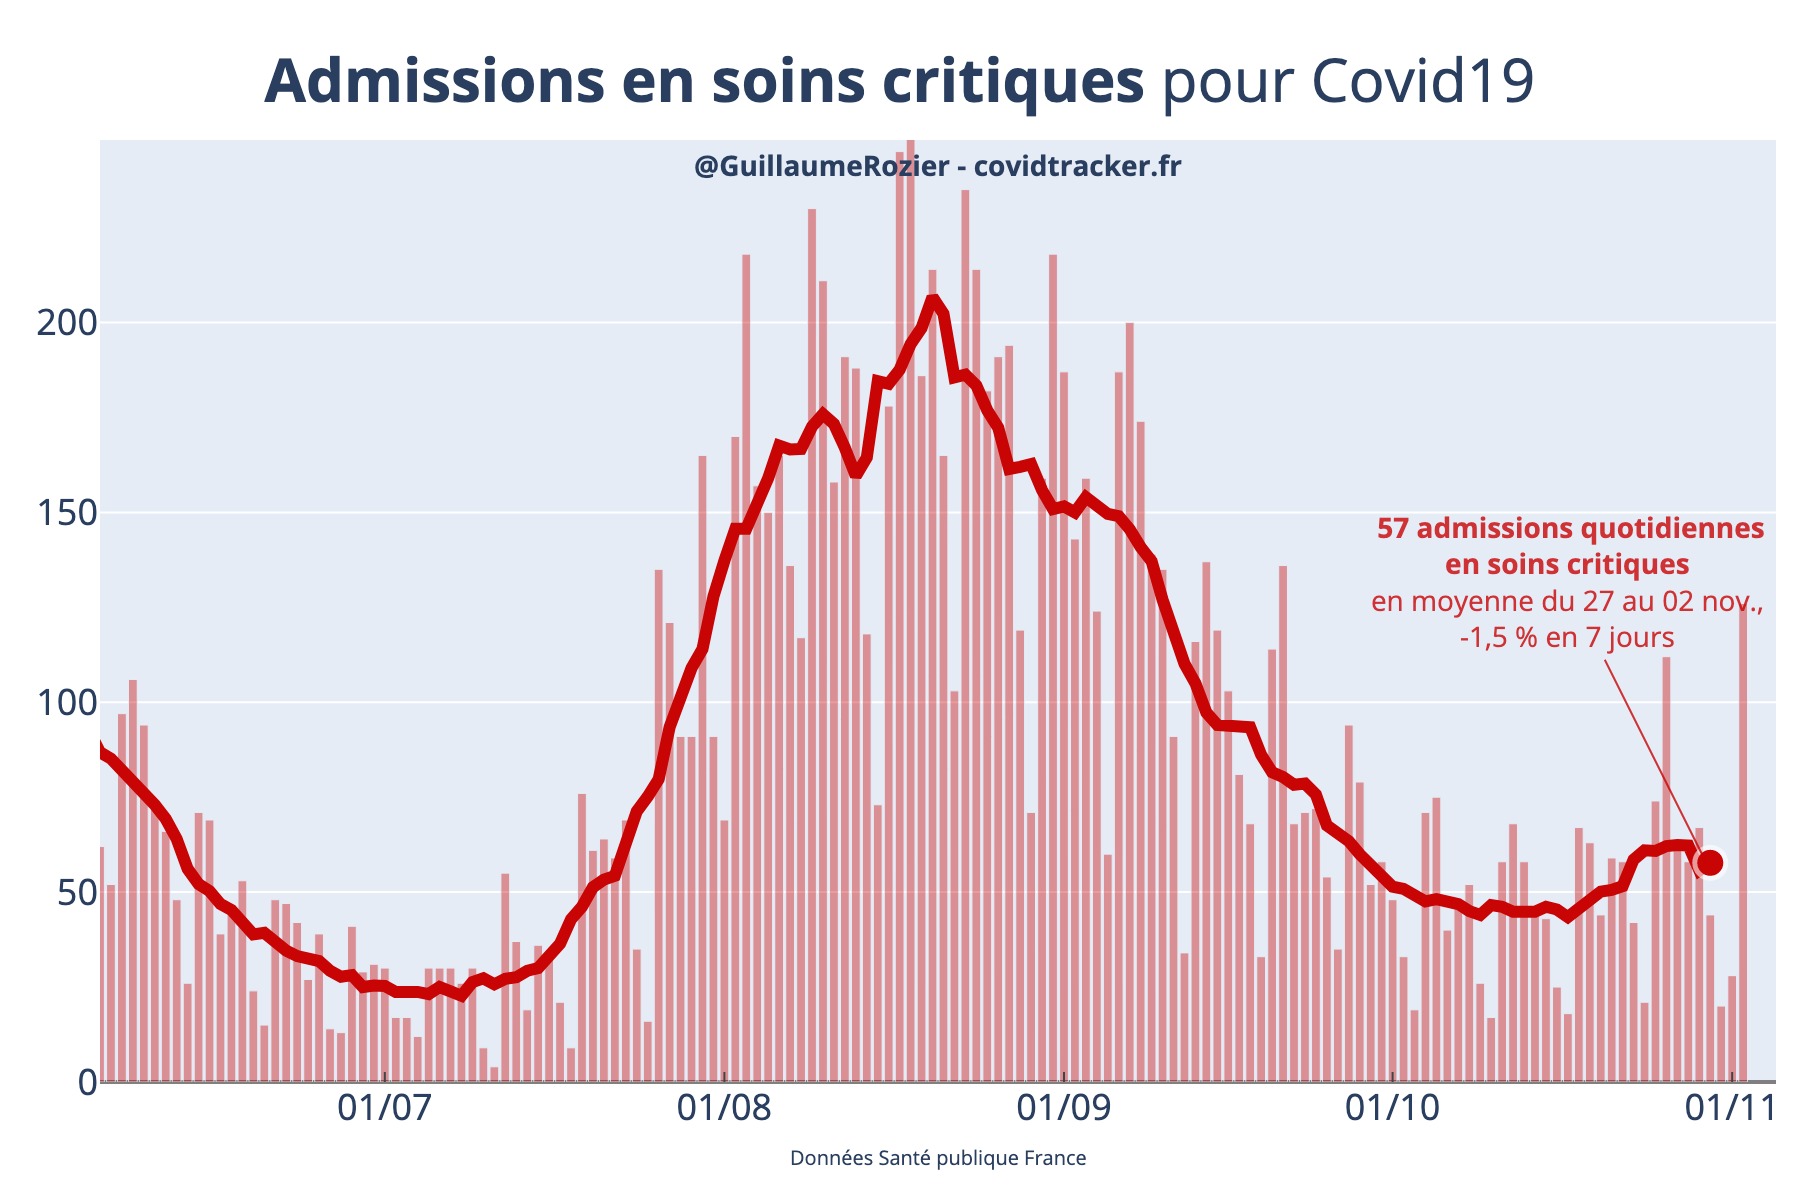 Admissions en soins critiques pour Covid19
@GuillaumeRozier - covidtracker.fr
200
150
57 admissions quotidiennes
en soins critiques
en moyenne du 27 au 02 nov.,
-1,5 % en 7 jours
100
50
0
01/07 01/08 01/09 01/10 01/11
Données Santé publique France